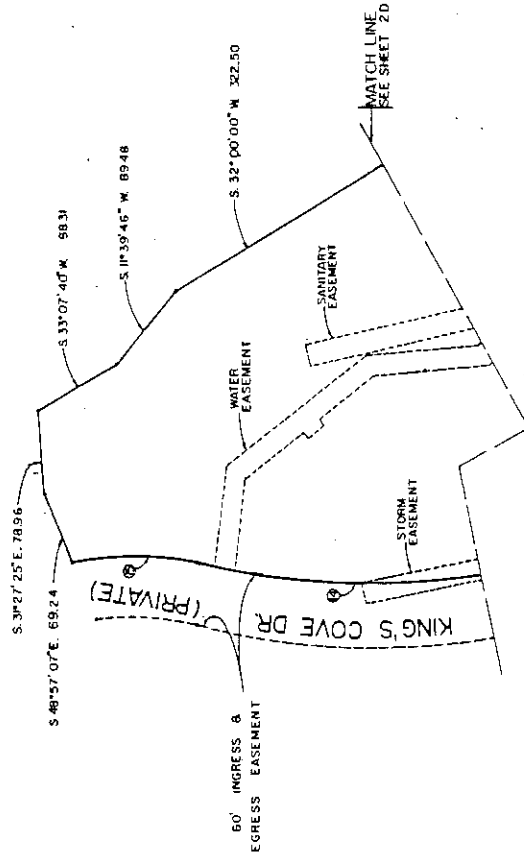 S. 31° 27' 25" E. 78.96
S 48° 57' 07" E. 69.24
S. 33° 07' 40" W. 98.31
S. 11° 39' 46" W. 89.48
S. 32° 00' 00" W. 322.50
MATCH LINE
SEE SHEET 2D
WATER
EASEMENT
SANITARY
EASEMENT
STORM
EASEMENT
KING'S COVE DR.
(PRIVATE)
60' INGRESS &
EGRESS EASEMENT